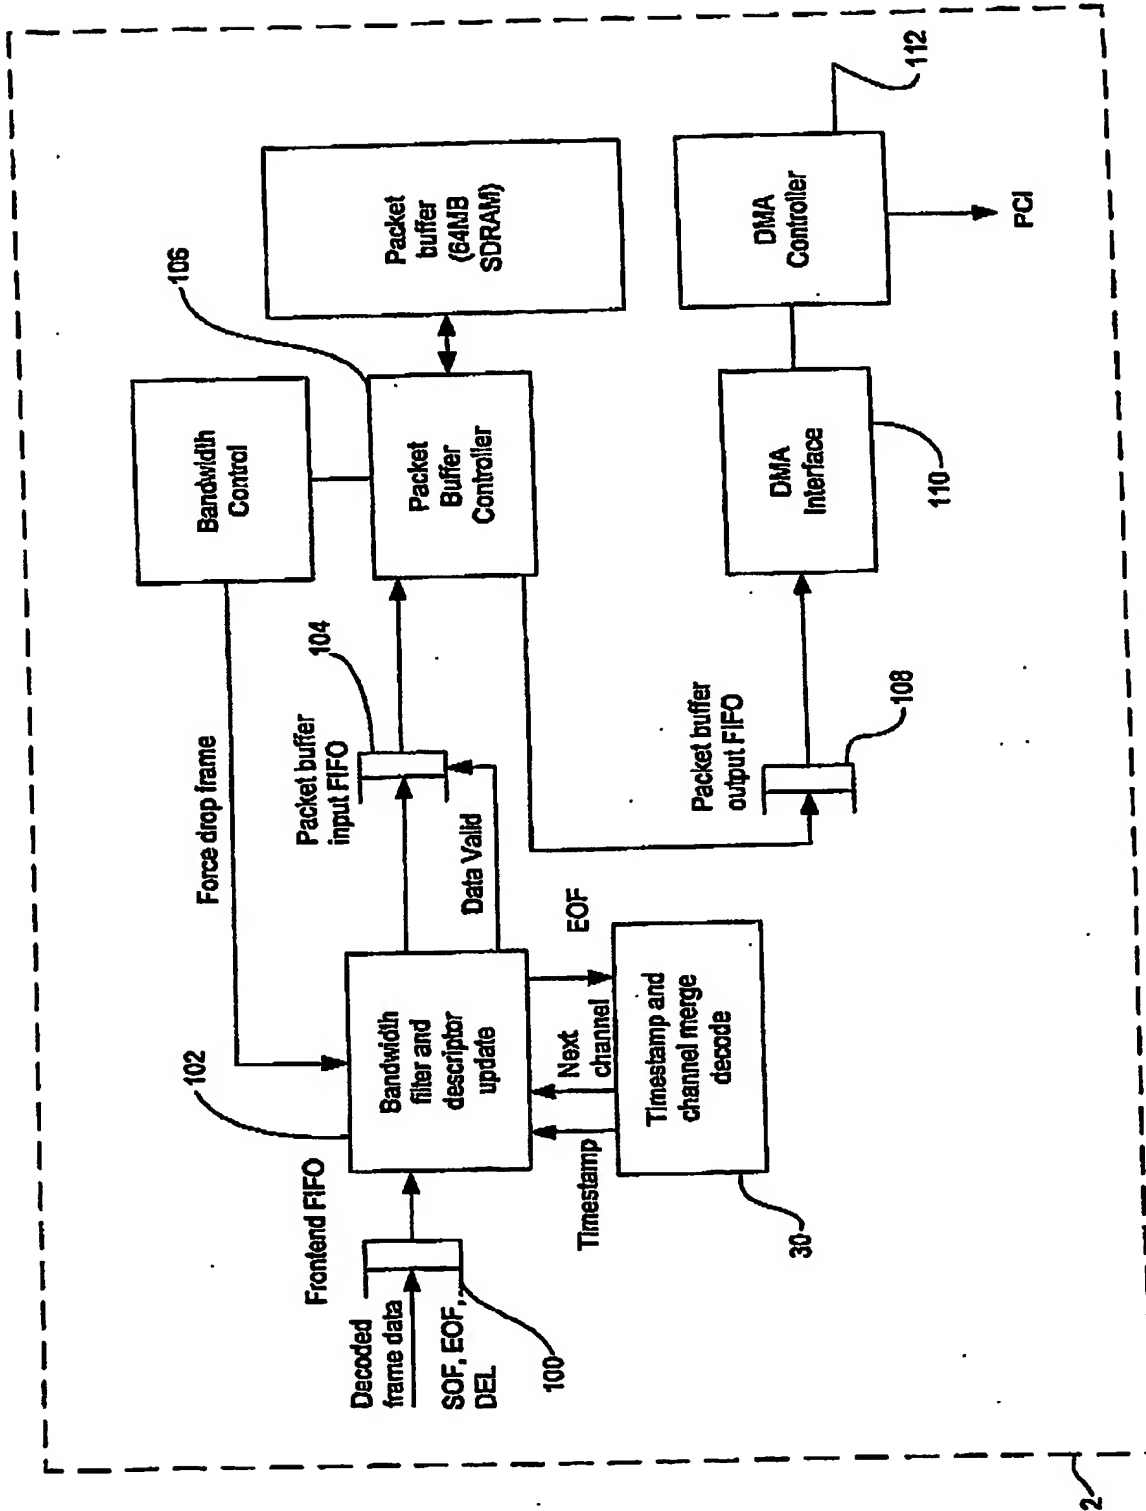 Decoded
frame data
SOF, EOF,
DEL
100
Frontend FIFO
102
Bandwidth
filter and
descriptor
update
Force drop frame
Timestamp
Next
channel
EOF
Timestamp and
channel merge
decode
30
Data Valid
Packet buffer
input FIFO
104
Bandwidth
Control
106
Packet
Buffer
Controller
Packet
buffer
(64MB
SDRAM)
Packet buffer
output FIFO
108
DMA
Interface
110
DMA
Controller
112
PCI
2